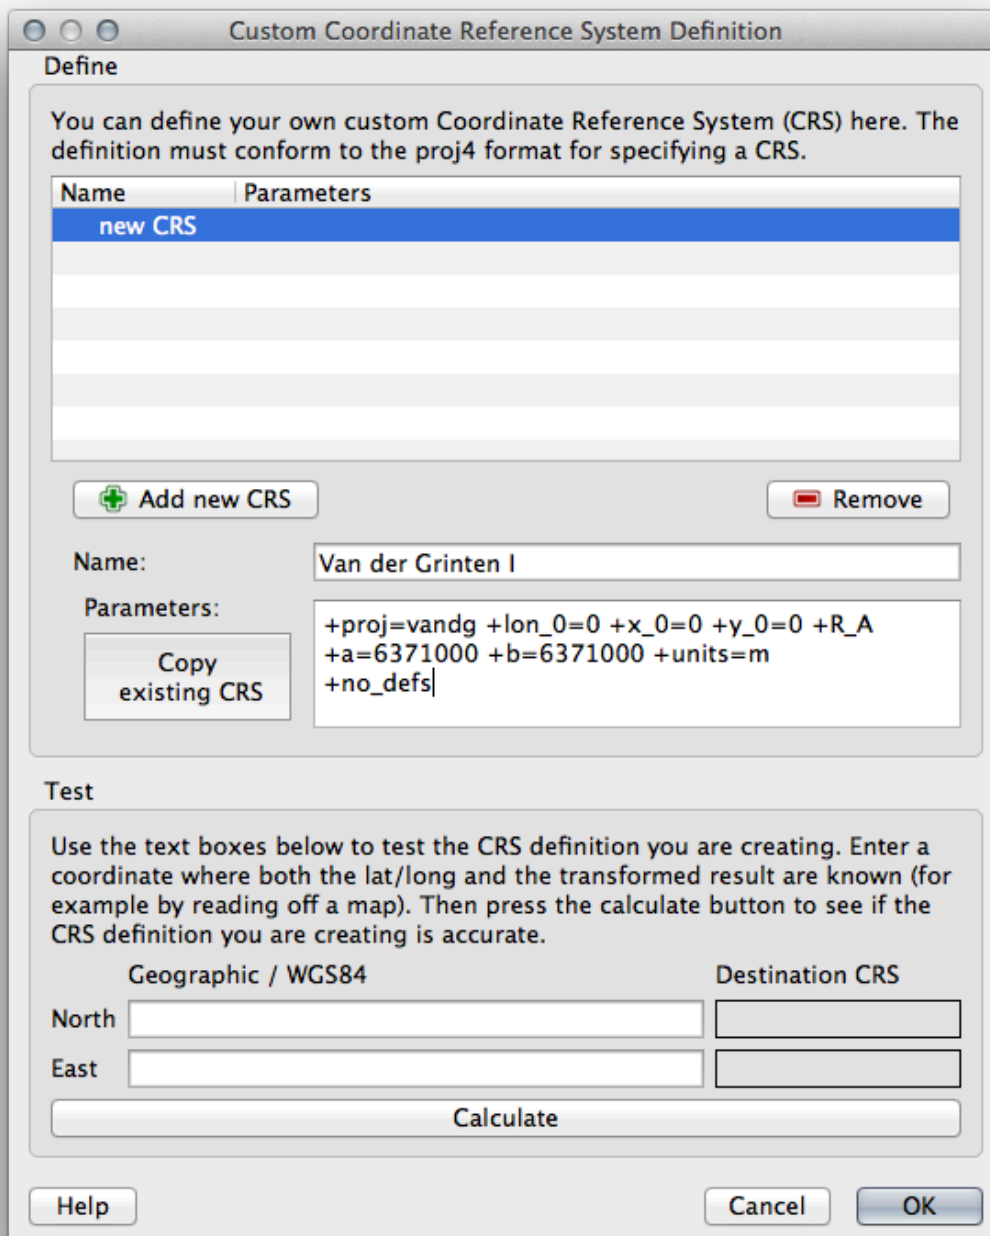 Custom Coordinate Reference System Definition
Define
You can define your own custom Coordinate Reference System (CRS) here. The
definition must conform to the proj4 format for specifying a CRS.
Name Parameters
new CRS
Add new CRS Remove
Name: Van der Grinten I
Parameters:
Copy
existing CRS
+proj=vandg +lon_0=0 +x_0=0 +y_0=0 +R_A
+a=6371000 +b=6371000 +units=m
+no_defs
Test
Use the text boxes below to test the CRS definition you are creating. Enter a
coordinate where both the lat/long and the transformed result are known (for
example by reading off a map). Then press the calculate button to see if the
CRS definition you are creating is accurate.
Geographic / WGS84 Destination CRS
North
East
Calculate
Help Cancel OK